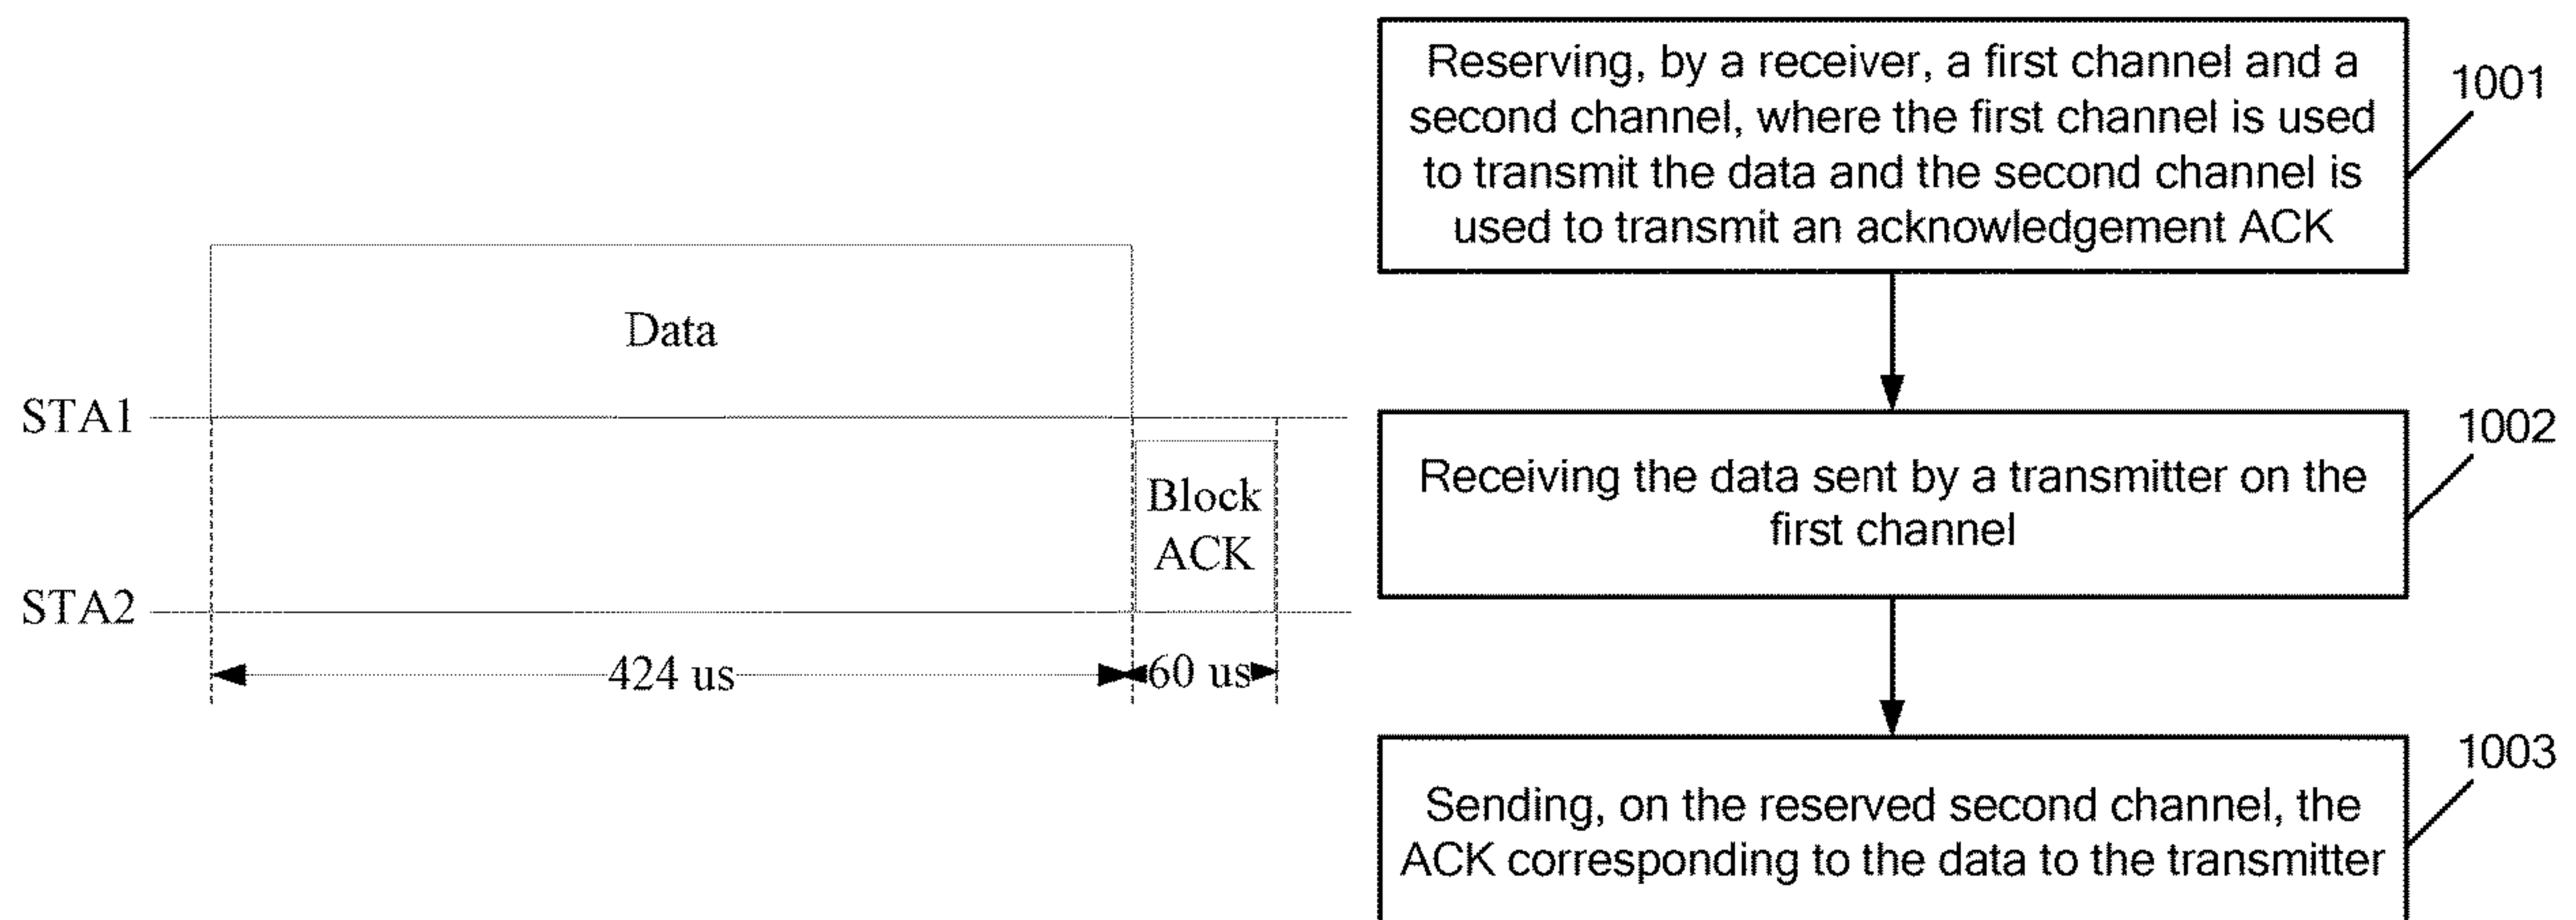 Data
STA1
Block
ACK
STA2
424 us
60 us
Reserving, by a receiver, a first channel and a
second channel, where the first channel is used
to transmit the data and the second channel is
used to transmit an acknowledgement ACK
1001
Receiving the data sent by a transmitter on the
first channel
1002
Sending, on the reserved second channel, the
ACK corresponding to the data to the transmitter
1003